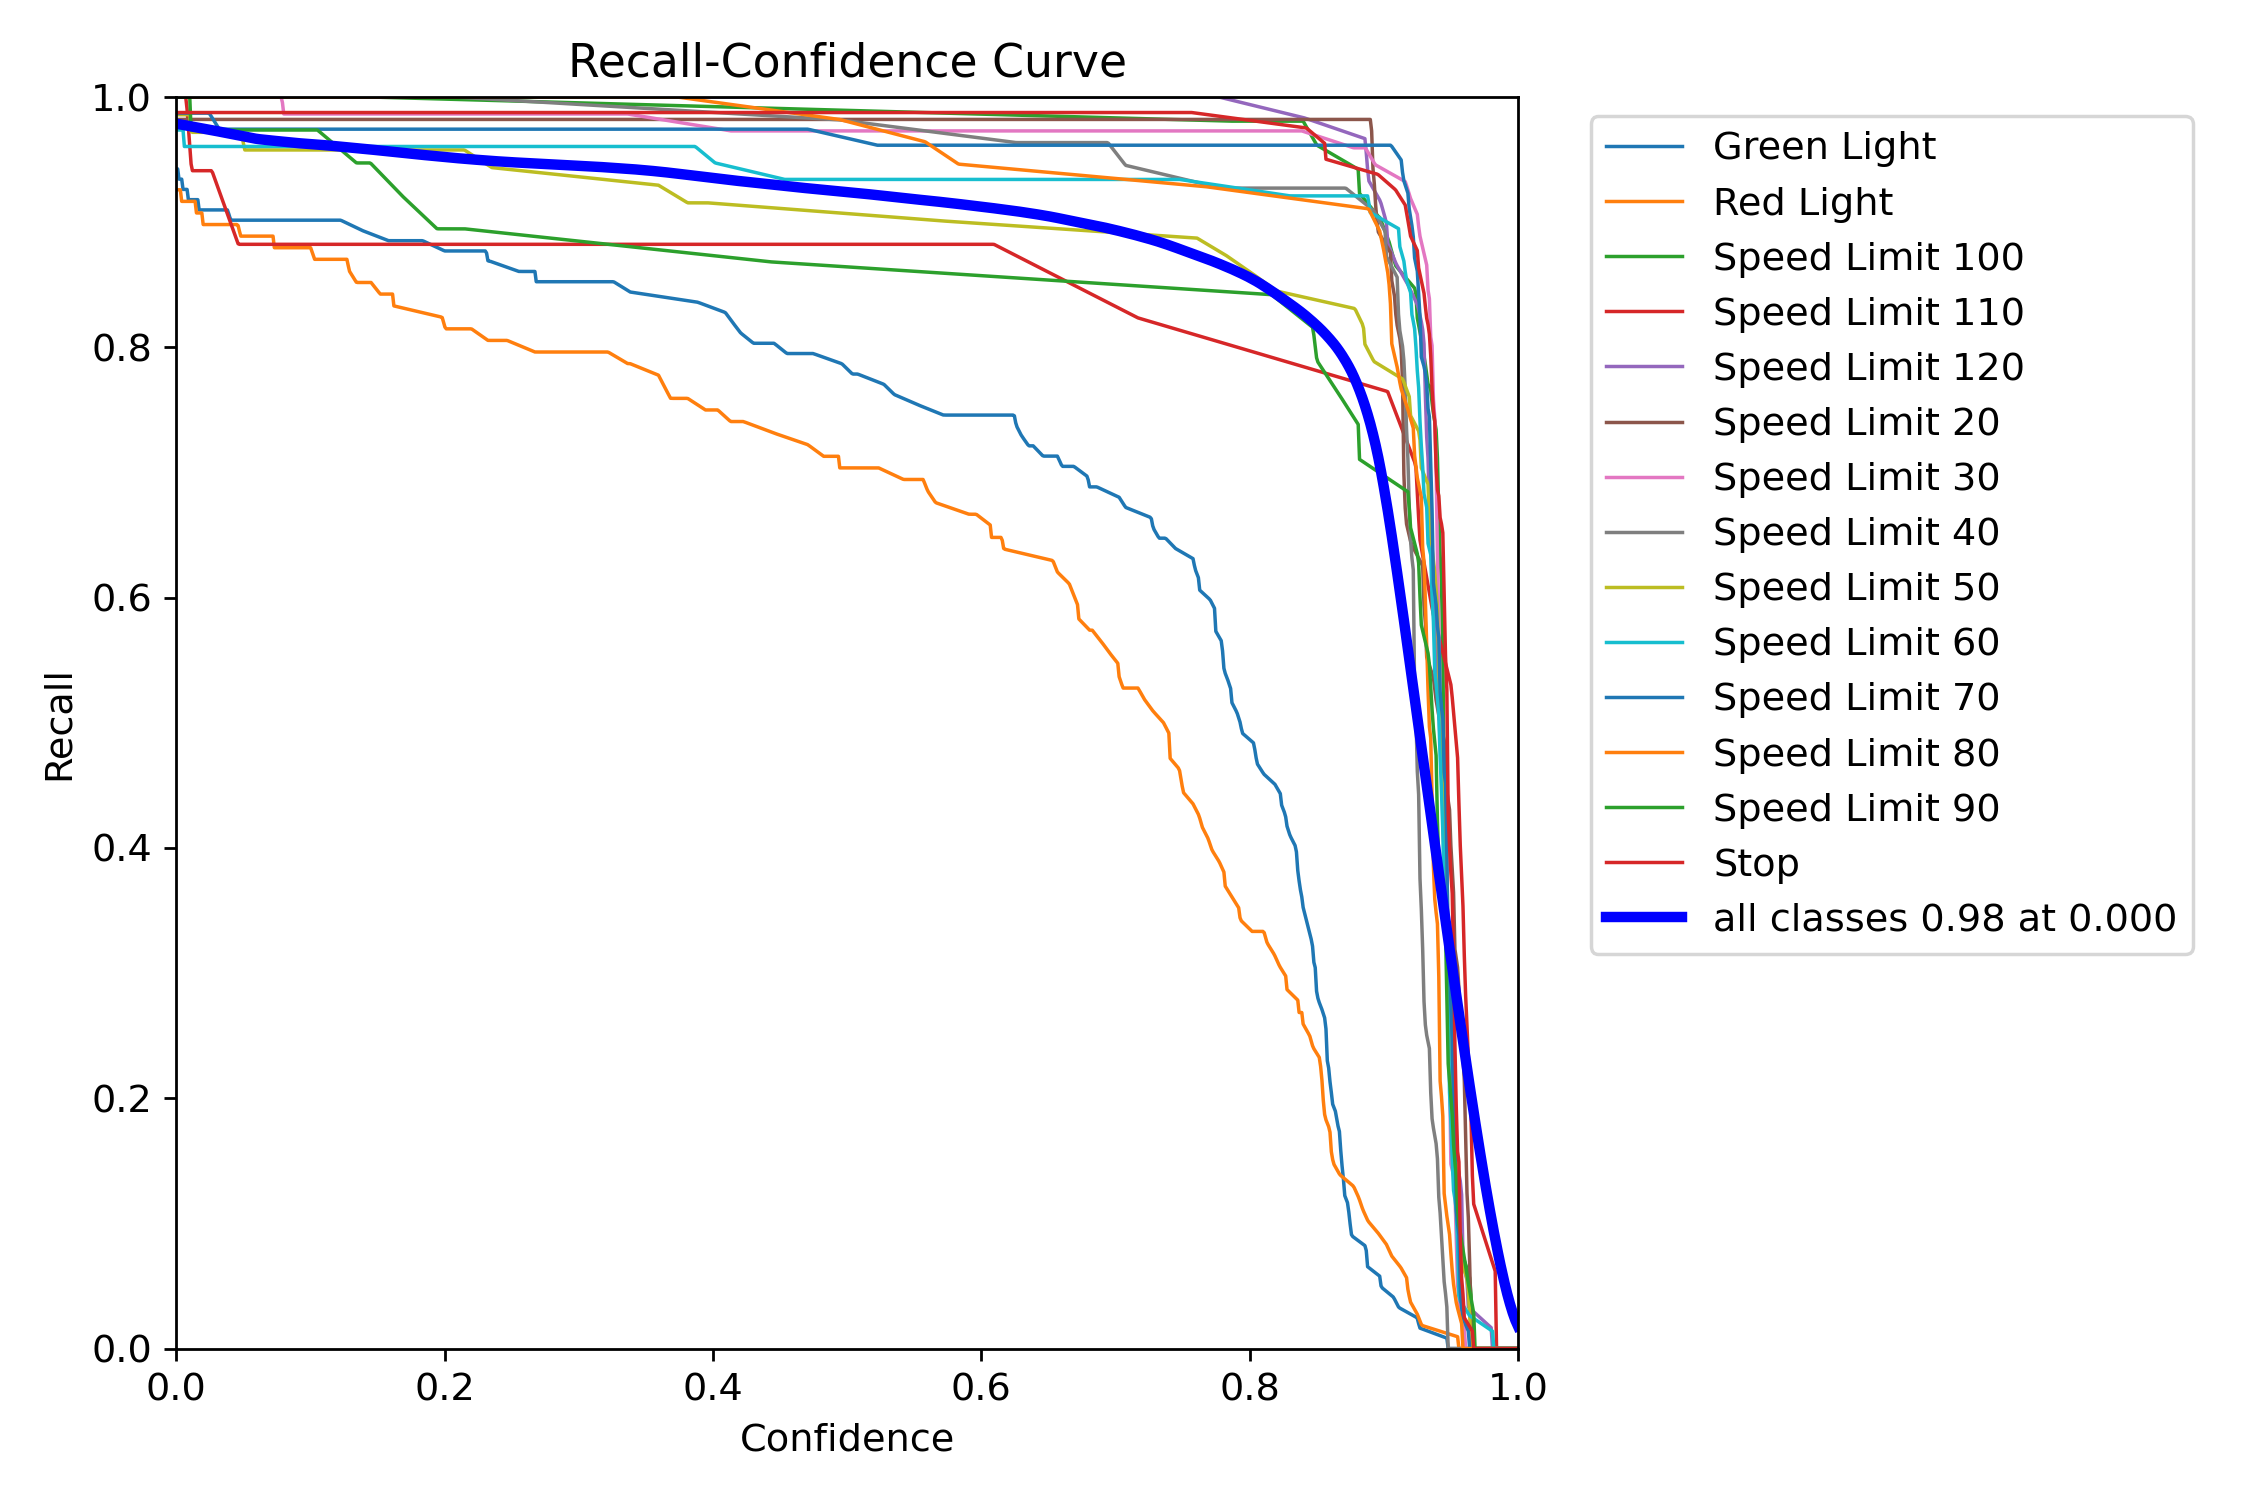 Recall-Confidence Curve
1.0
0.8
0.6
0.4
0.2
0.0
Recall
0.0 0.2 0.4 0.6 0.8 1.0
Confidence
Green Light
Red Light
Speed Limit 100
Speed Limit 110
Speed Limit 120
Speed Limit 20
Speed Limit 30
Speed Limit 40
Speed Limit 50
Speed Limit 60
Speed Limit 70
Speed Limit 80
Speed Limit 90
Stop
all classes 0.98 at 0.000